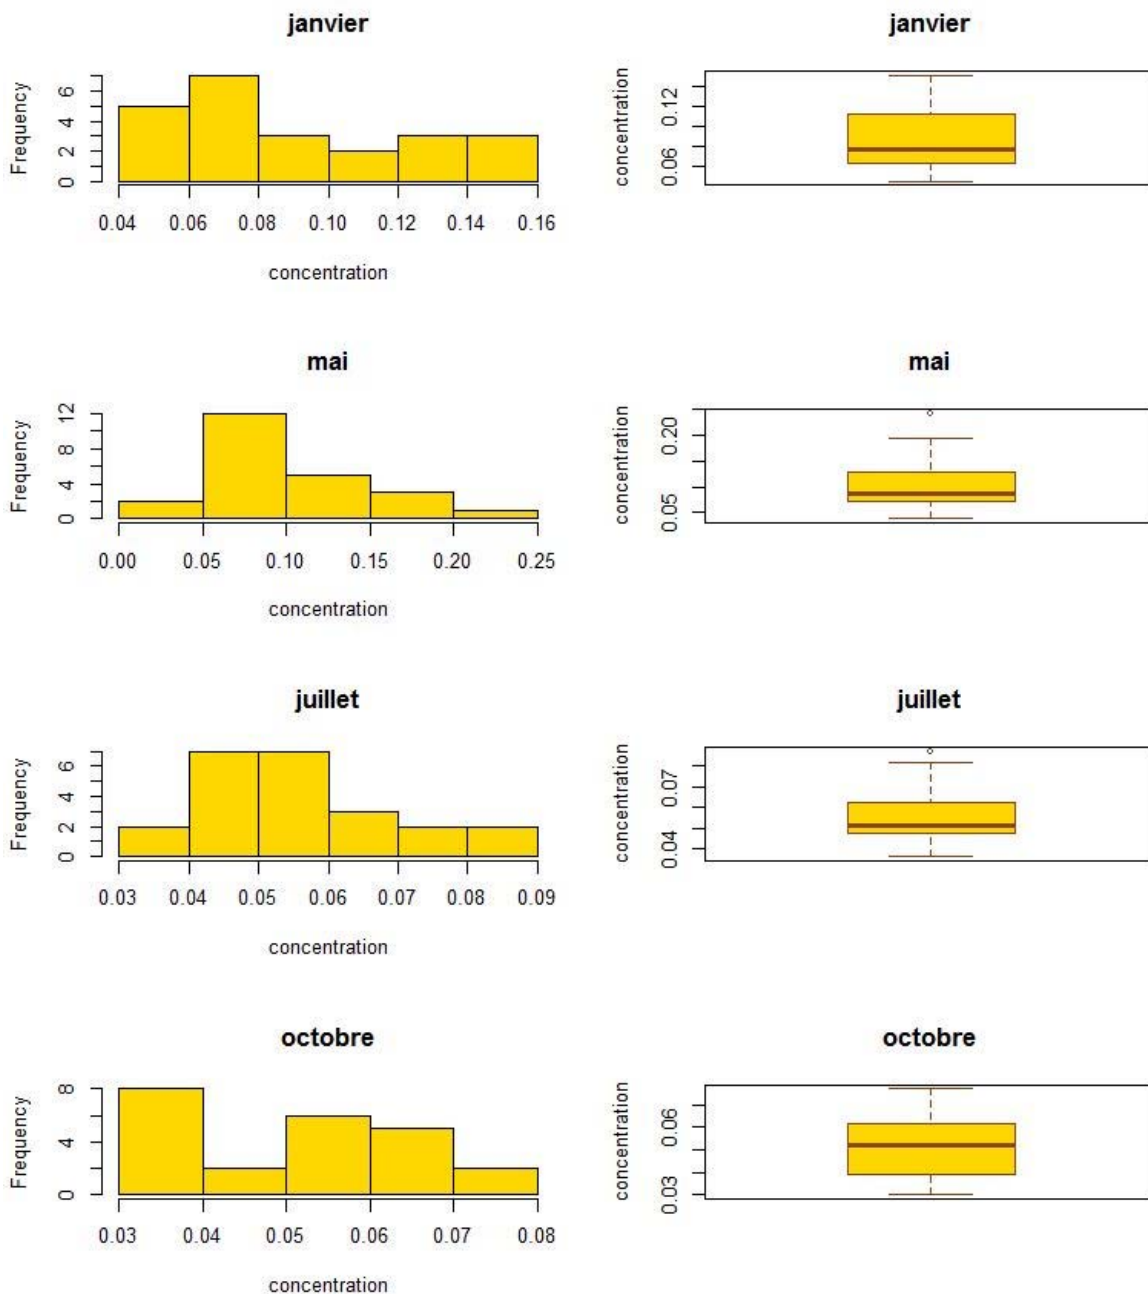 janvier
Frequency
0 2 4 6
0.04 0.06 0.08 0.10 0.12 0.14 0.16
concentration
janvier
concentration
0.06 0.12
mai
Frequency
0 4 8 12
0.00 0.05 0.10 0.15 0.20 0.25
concentration
mai
concentration
0.05 0.20
juillet
Frequency
0 2 4 6
0.03 0.04 0.05 0.06 0.07 0.08 0.09
concentration
juillet
concentration
0.04 0.07
octobre
Frequency
0 4 8
0.03 0.04 0.05 0.06 0.07 0.08
concentration
octobre
concentration
0.03 0.06